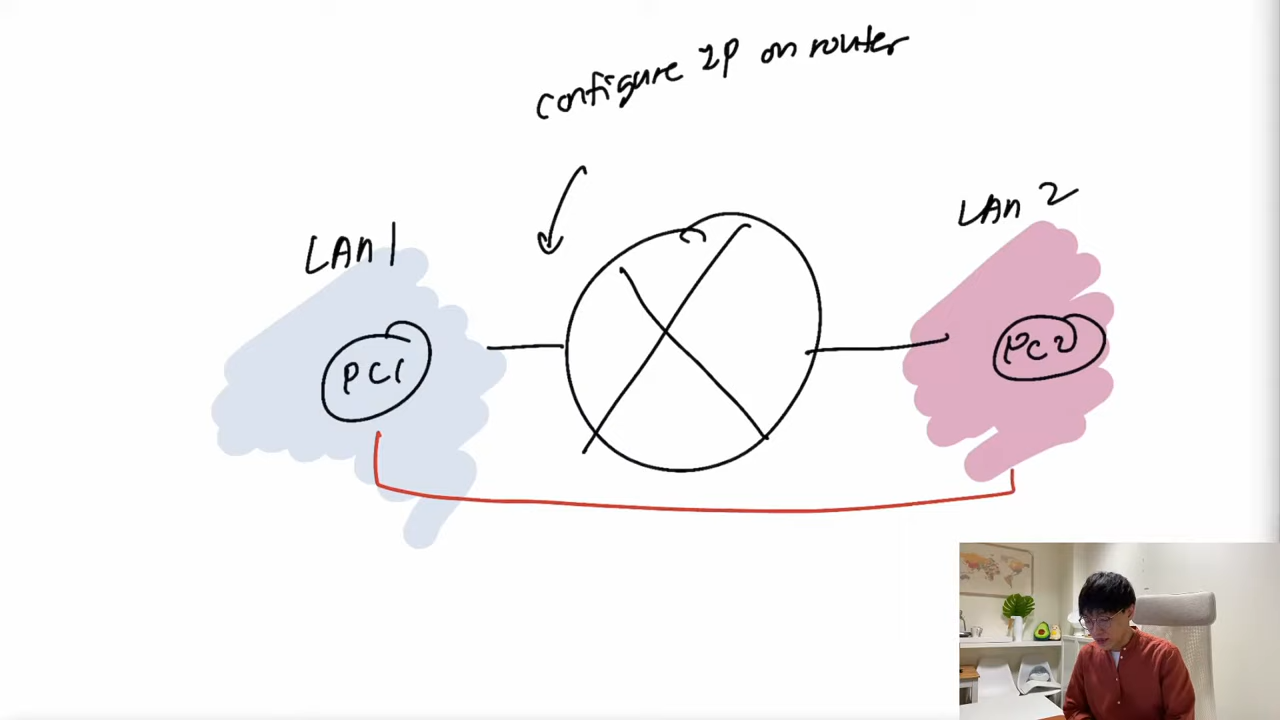 configure IP on router
LAN 1
LAN 2
PC1
PC2